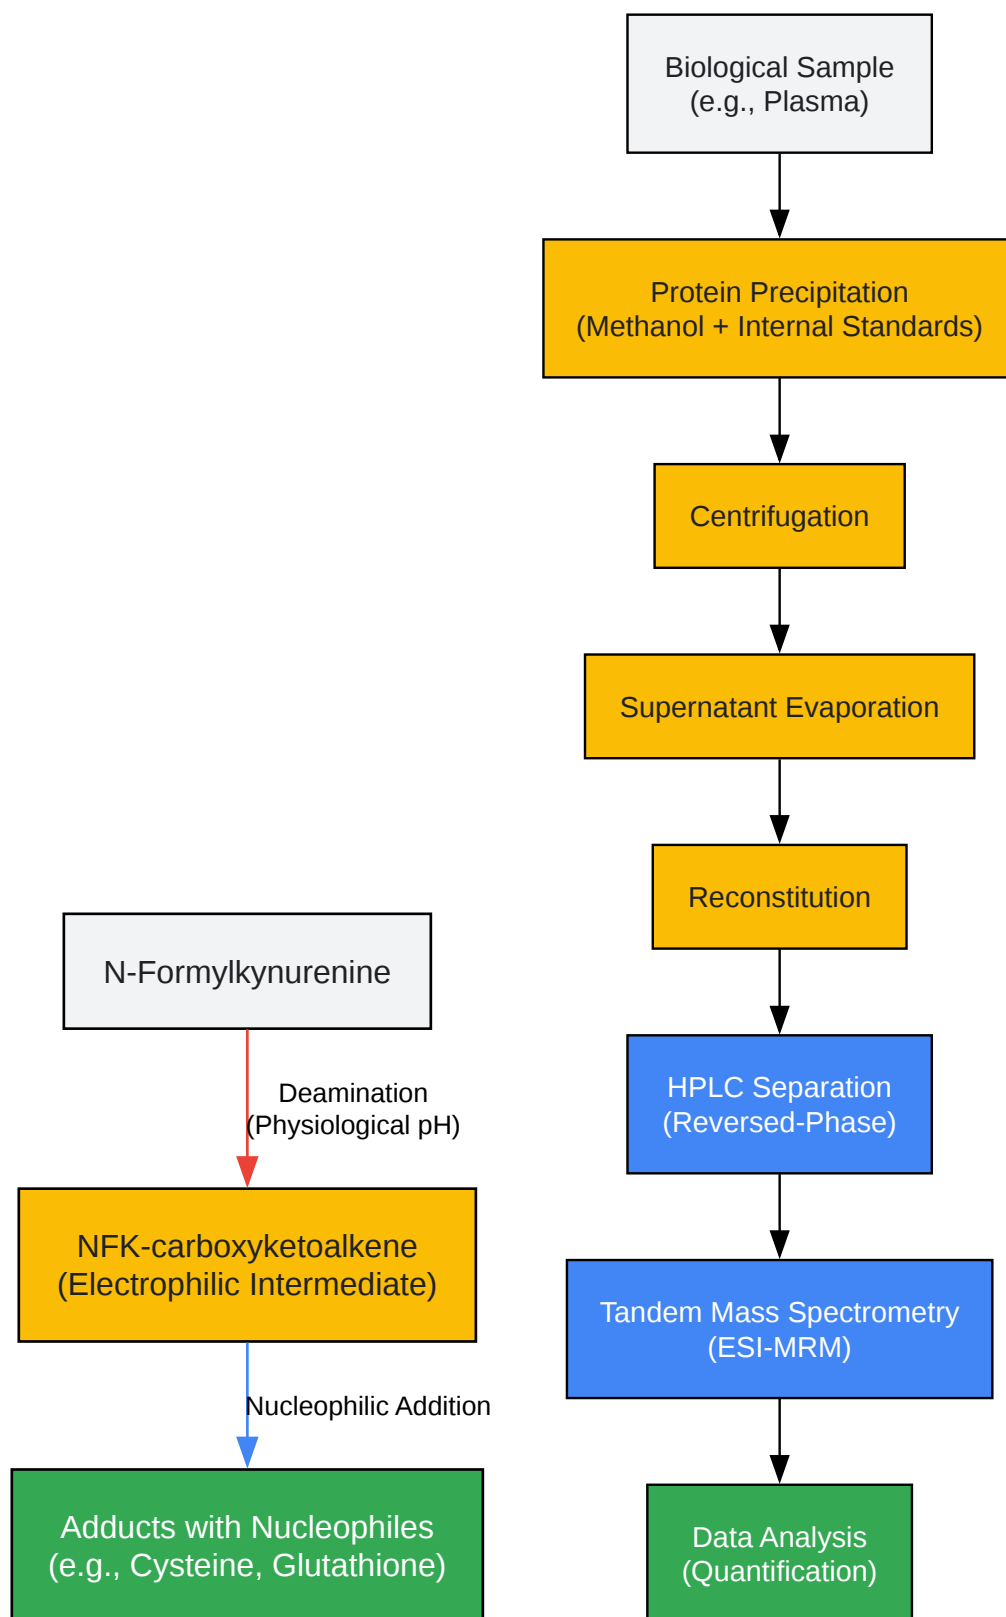 Biological Sample
(e.g., Plasma)
Protein Precipitation
(Methanol + Internal Standards)
Centrifugation
Supernatant Evaporation
Reconstitution
HPLC Separation
(Reversed-Phase)
Tandem Mass Spectrometry
(ESI-MRM)
Data Analysis
(Quantification)
N-Formylkynurenine
Deamination
(Physiological pH)
NFK-carboxyketoalkene
(Electrophilic Intermediate)
Nucleophilic Addition
Adducts with Nucleophiles
(e.g., Cysteine, Glutathione)